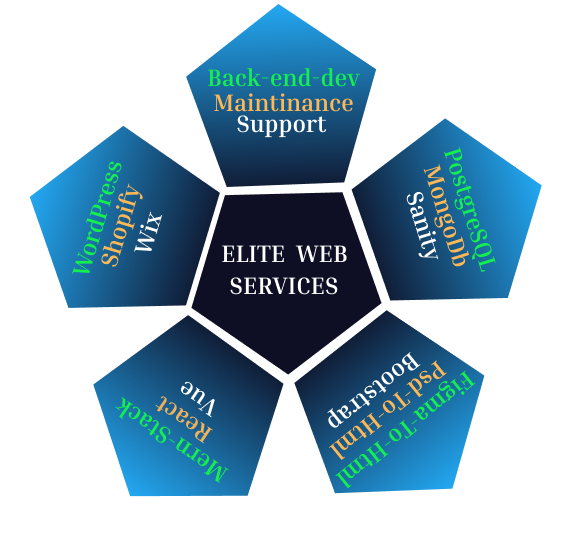 Back-end-dev
Maintinance
Support
PostgreSQL
MongoDb
Sanity
Figma-To-Html
Psd-To-Html
Bootstrap
Mern-Stack
React
Vue
WordPress
Shopify
Wix
ELITE WEB
SERVICES